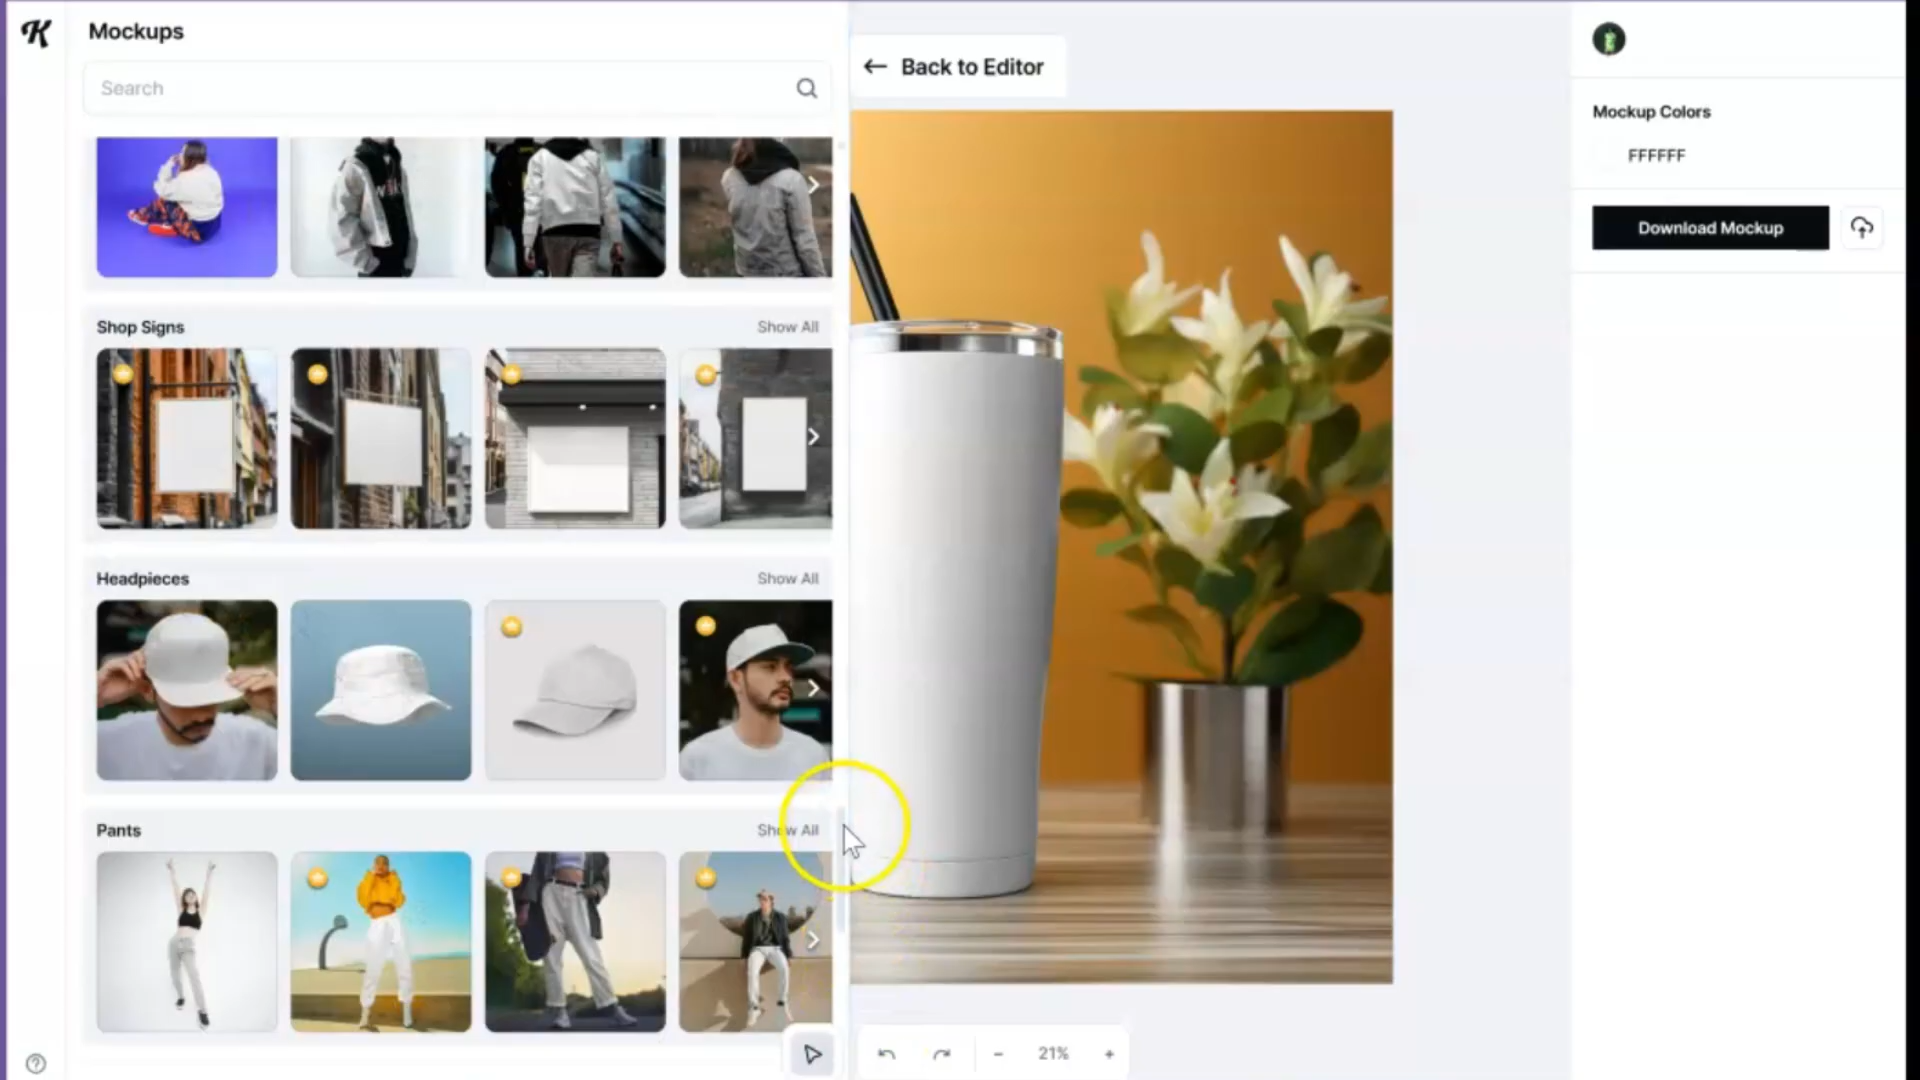 K
Mockups
Search
Back to Editor
Mockup Colors
FFFFFF
Download Mockup
Shop Signs
Show All
Headpieces
Show All
Pants
Show All
21%